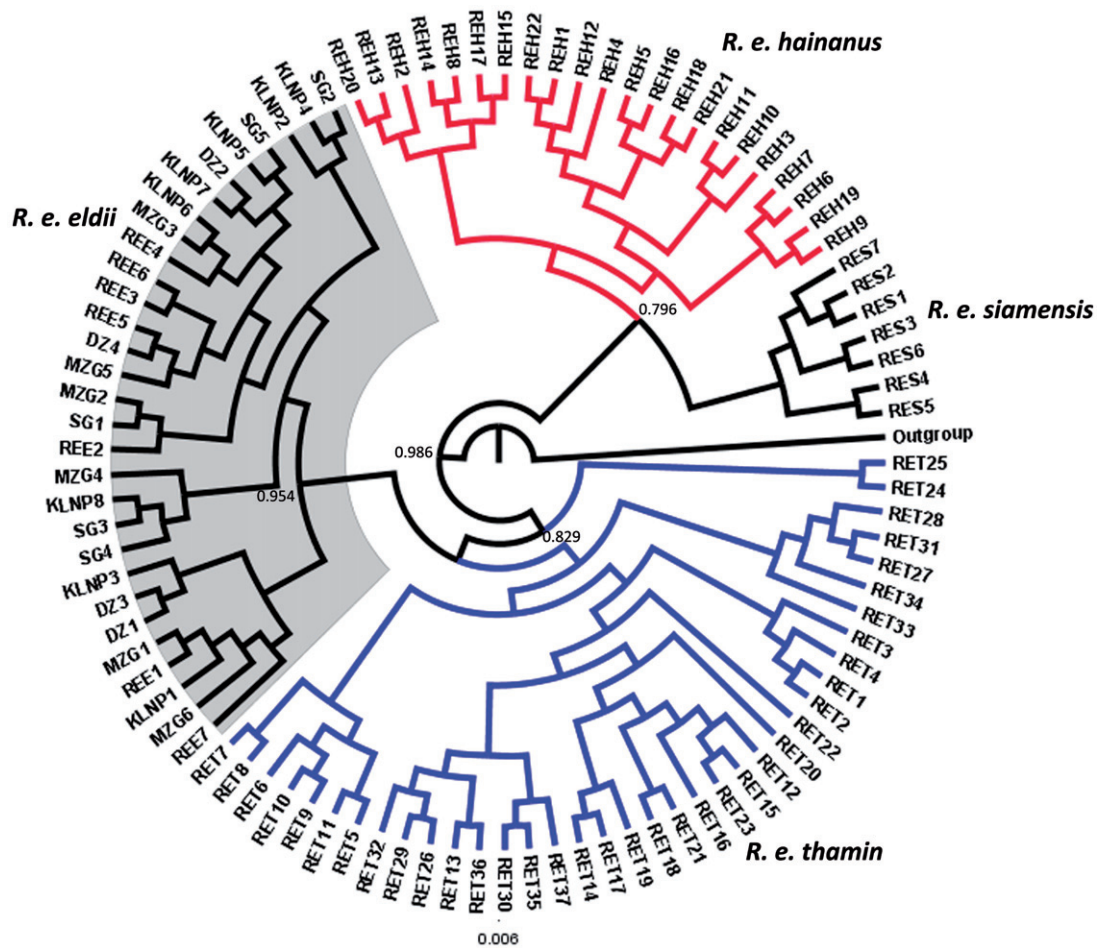 R. e. hainanus
REH20
REH13
REH2
REH14
REH8
REH17
REH15
REH22
REH1
REH12
REH4
REH5
REH16
REH18
REH21
REH11
REH10
REH3
REH7
REH6
REH19
REH9
RES7
RES2
RES1
RES3
RES6
RES4
RES5
R. e. siamensis
Outgroup
RET25
RET24
RET28
RET31
RET27
RET34
RET33
RET3
RET4
RET1
RET2
RET22
RET20
RET12
RET15
RET23
RET16
RET21
RET18
RET19
RET17
RET14
RET37
RET35
RET30
RET36
RET13
RET26
RET29
RET32
RET5
RET11
RET9
RET10
RET6
RET8
RET7
R. e. thamin
REE7
MZG6
KLNP1
REE1
MZG1
DZ1
DZ3
KLNP3
SG4
SG3
KLNP8
MZG4
REE2
SG1
MZG2
MZG5
DZ4
REE5
REE3
REE6
REE4
MZG3
KLNP6
KLNP7
DZ2
KLNP5
SG5
KLNP2
KLNP4
SG2
R. e. eldii
0.796
0.986
0.954
0.829
0.006